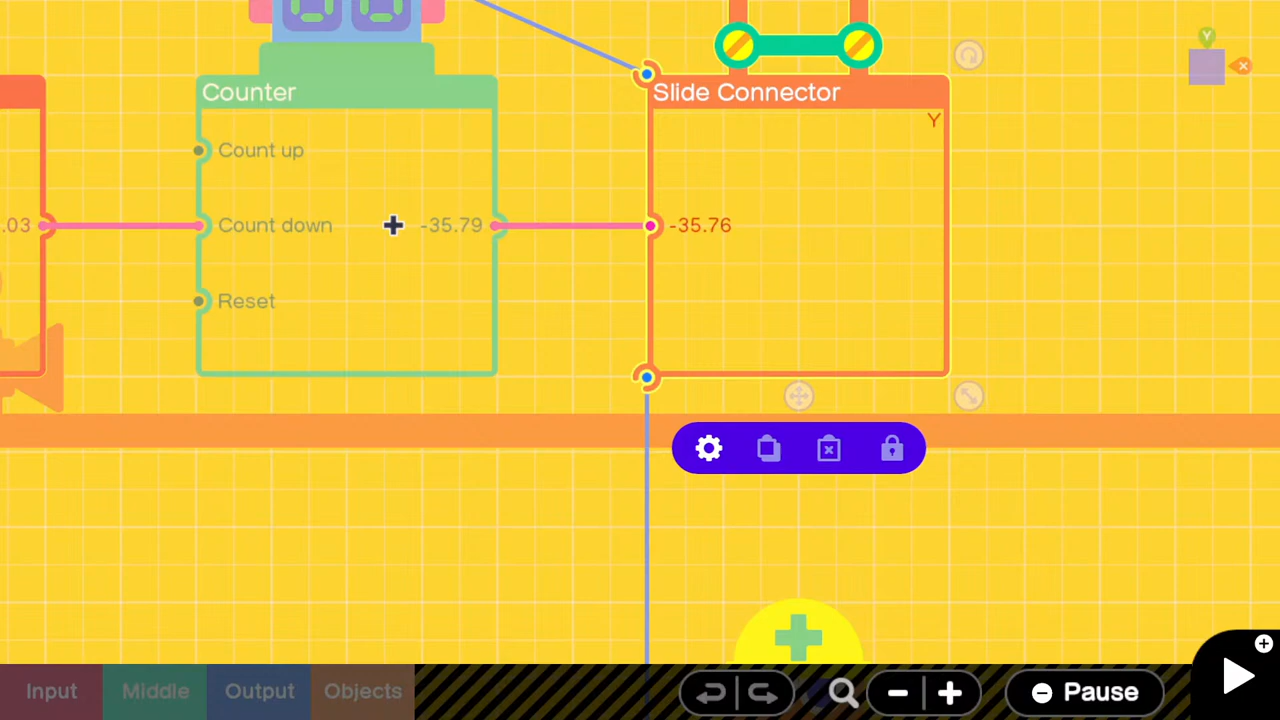 Counter
Slide Connector
Y
Y
X
Count up
.03
Count down
-35.79
-35.76
Reset
Input
Middle
Output
Objects
Pause